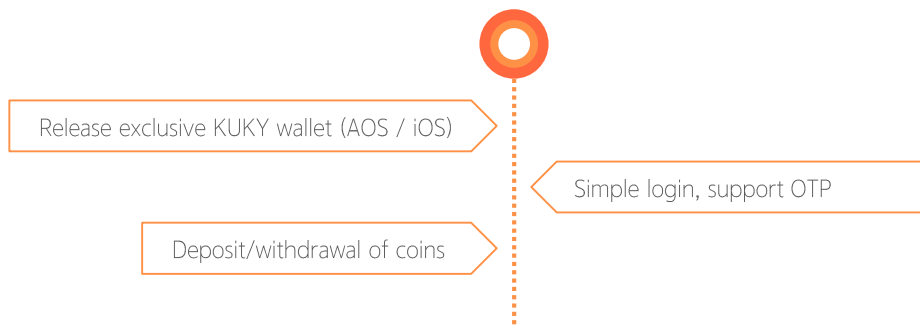 Release exclusive KUKY wallet (AOS / iOS)
Simple login, support OTP
Deposit/withdrawal of coins